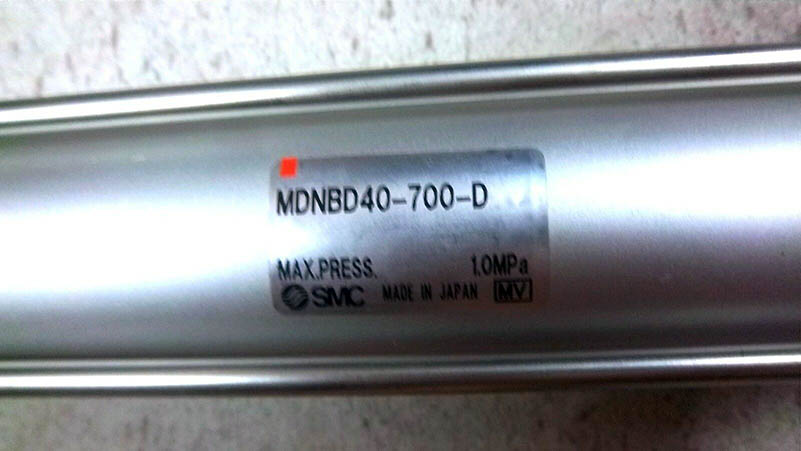 MDNBD40-700-D
MAX.PRESS. 1.0MPa
SMC MADE IN JAPAN MV